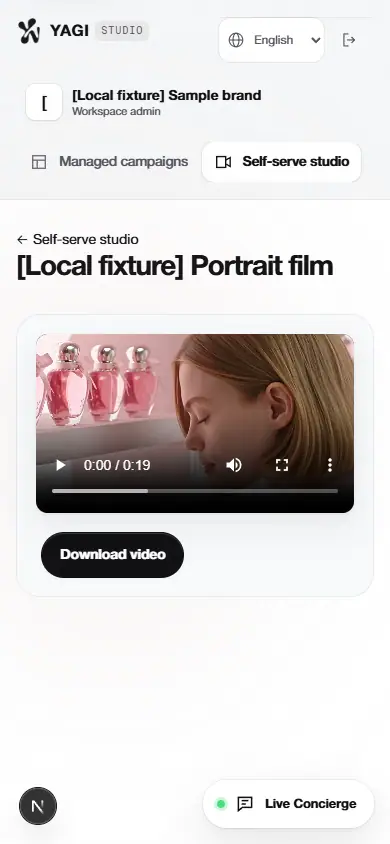 YAGI STUDIO
English
[
[Local fixture] Sample brand
Workspace admin
Managed campaigns
Self-serve studio
← Self-serve studio
[Local fixture] Portrait film
0:00 / 0:19
Download video
N
Live Concierge